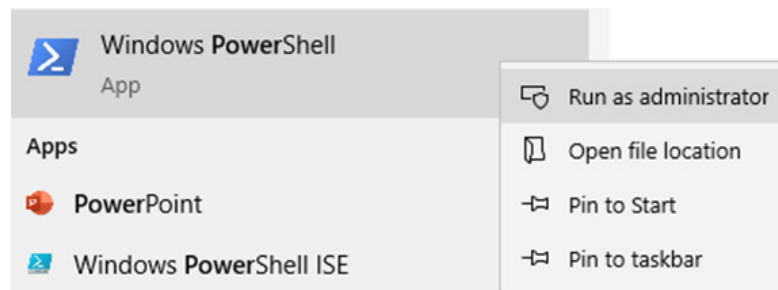 Windows PowerShell
App
Apps
PowerPoint
Windows PowerShell ISE
Run as administrator
Open file location
Pin to Start
Pin to taskbar